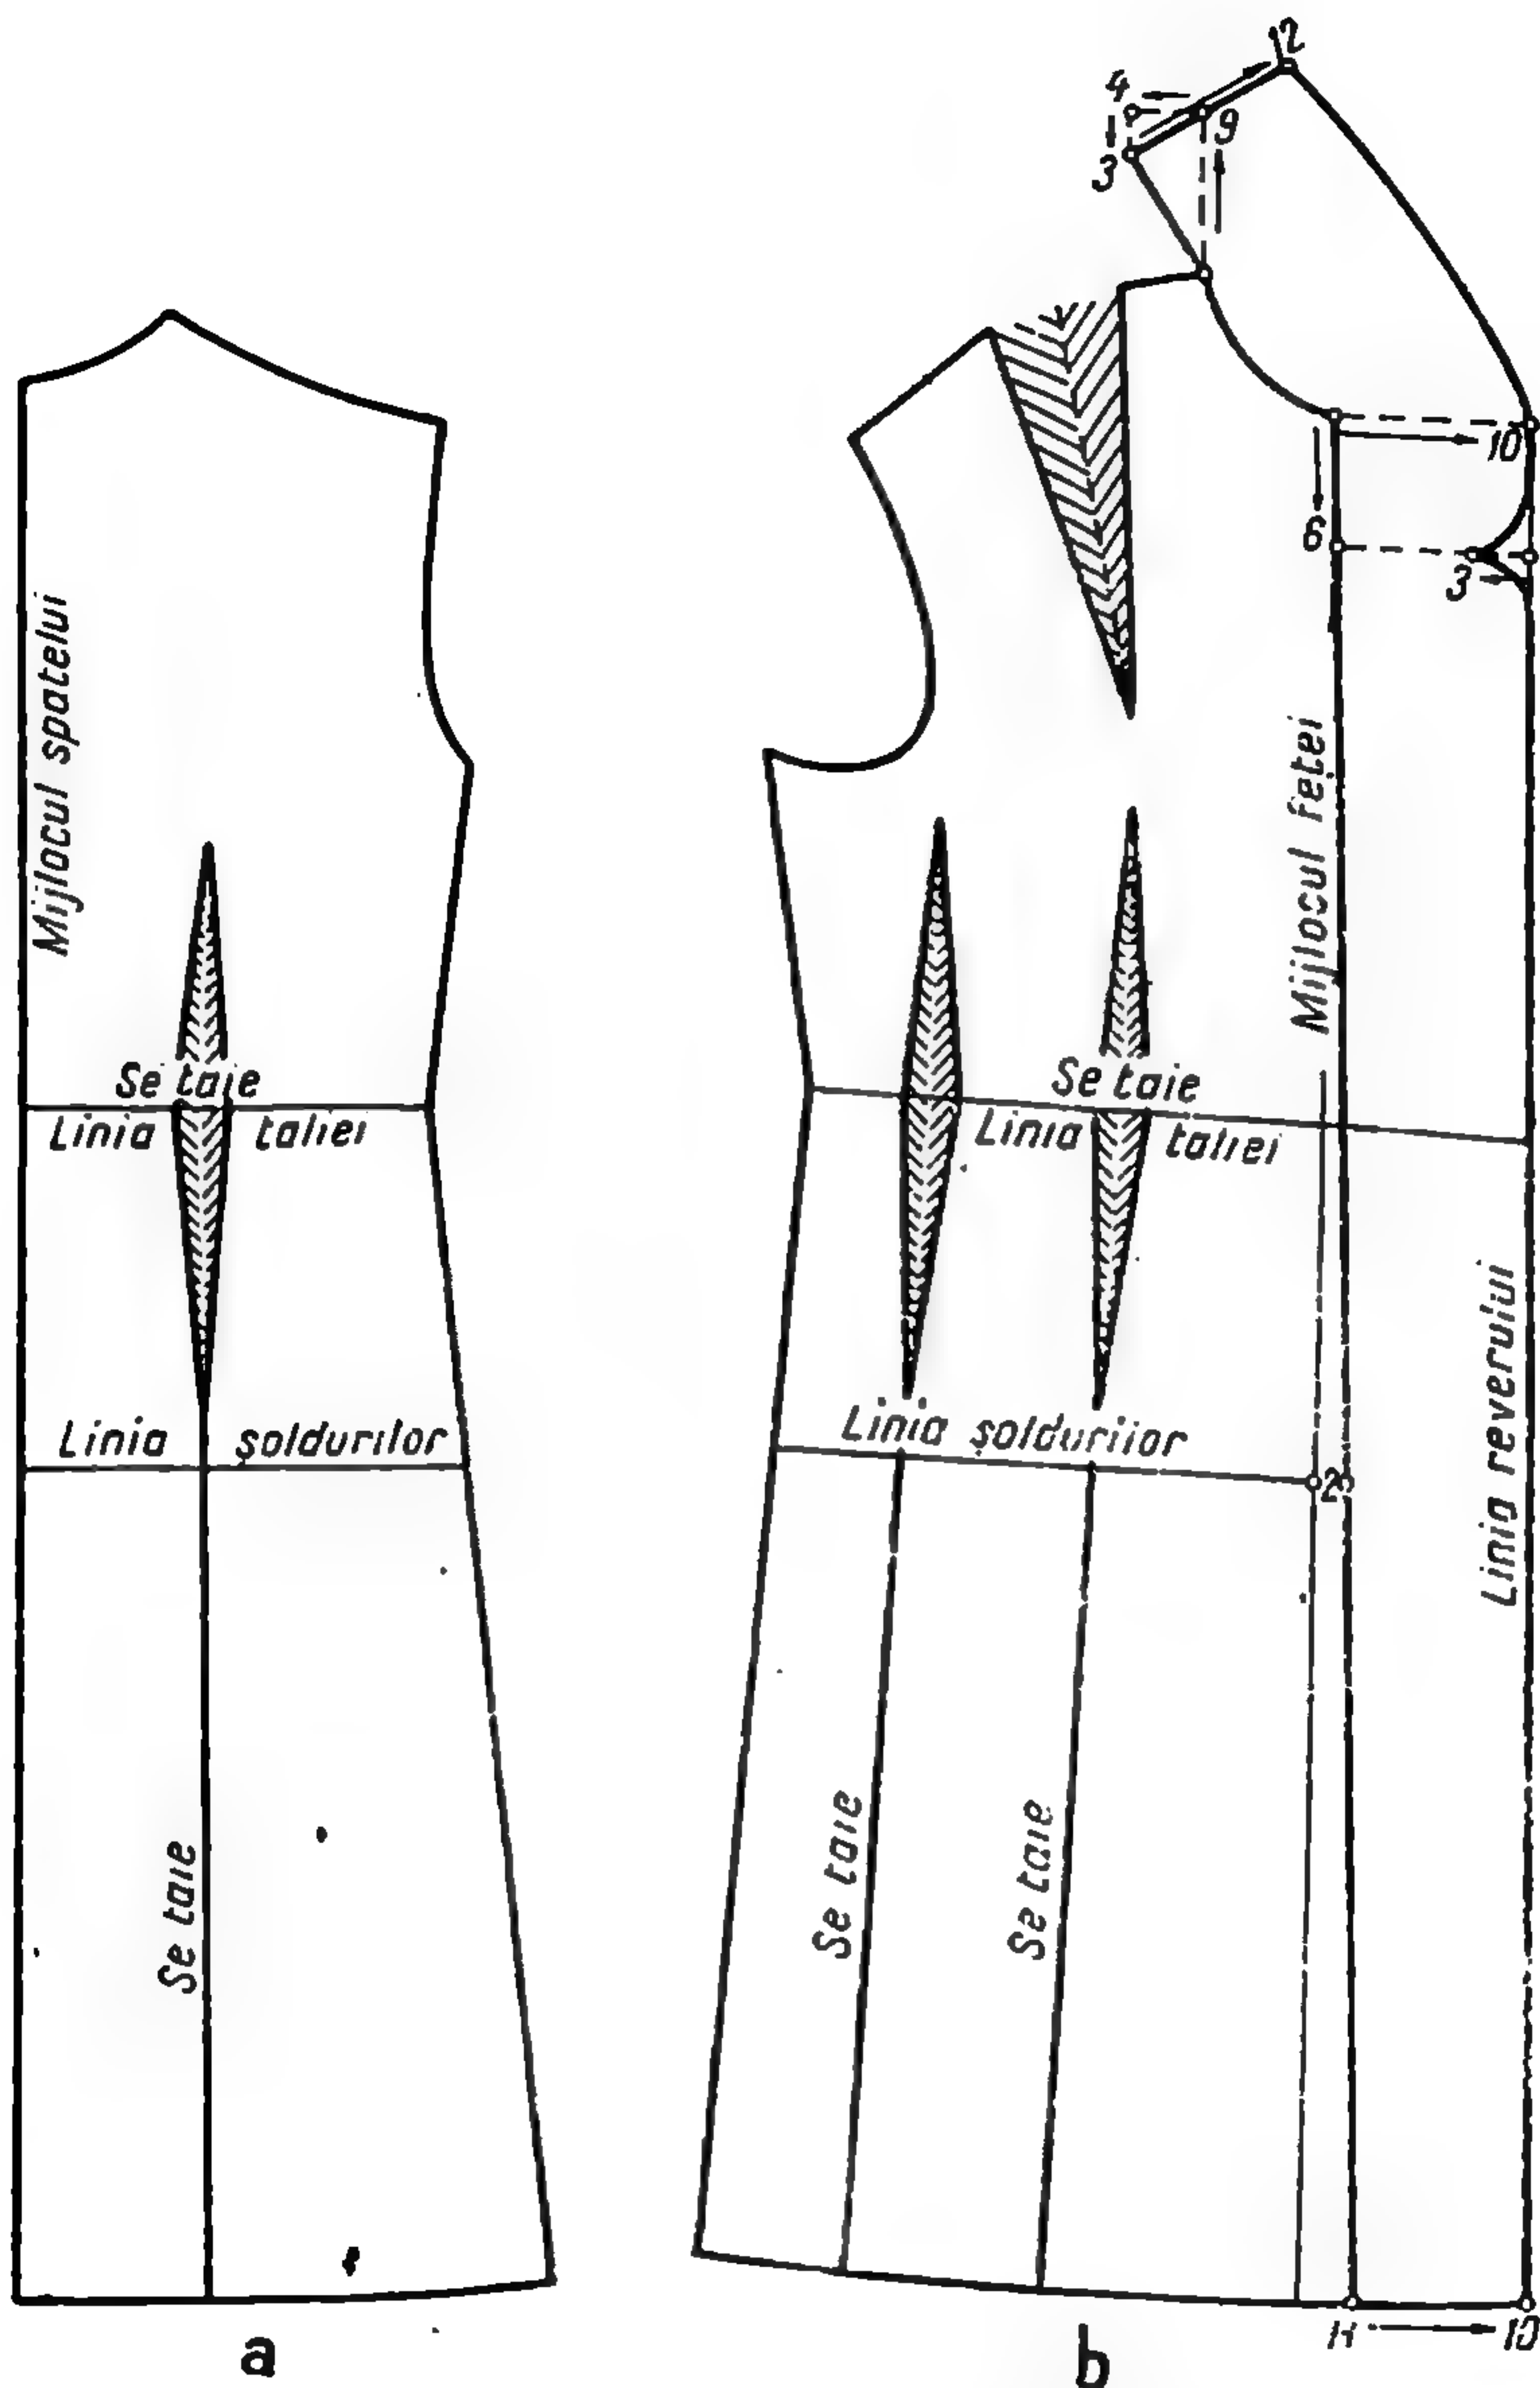 Mijlocul spatelui
Se taie
Linia taliei
Linia șoldurilor
Se taie
a
2
4
9
3
10
6
3
Mijlocul feței
Se taie
Linia taliei
Linia șoldurilor
2
Linia reverului
Se taie
Se taie
10
b